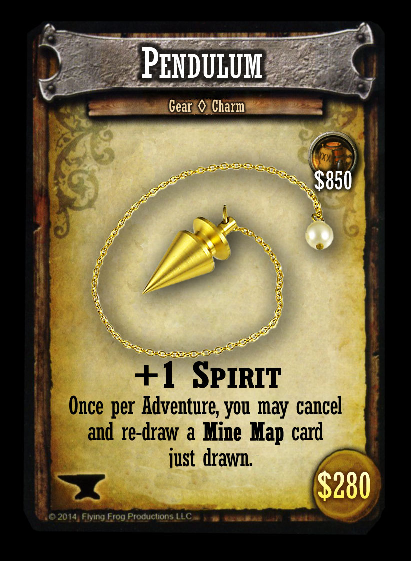 Pendulum
Gear ◊ Charm
$850
+1 Spirit
Once per Adventure, you may cancel
and re-draw a Mine Map card
just drawn.
$280
© 2014, Flying Frog Productions LLC